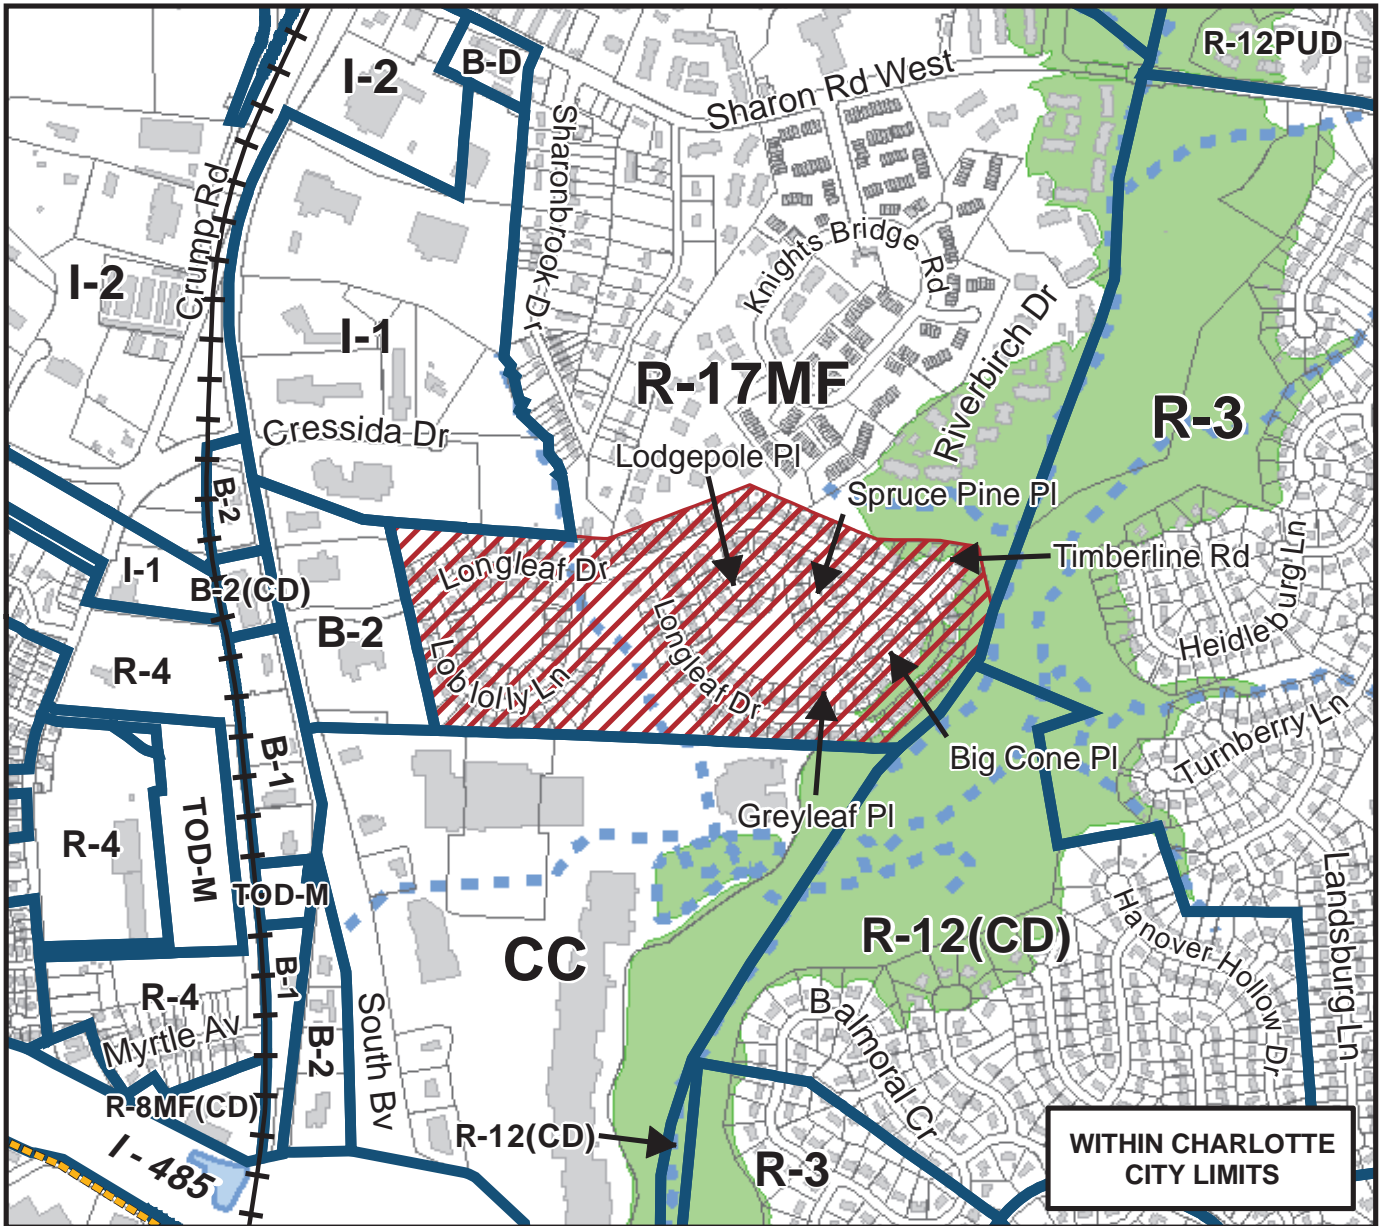 R-12PUD
I-2
B-D
Sharon Rd West
Sharonbrook Dr
Crump Rd
Knights Bridge Rd
I-2
Riverbirch Dr
I-1
R-17MF
R-3
Cressida Dr
Lodgepole Pl
Spruce Pine Pl
B-2
Timberline Rd
Longleaf Dr
I-1
B-2(CD)
Heidleburg Ln
Longleaf Dr
B-2
Loblolly Ln
R-4
Turnberry Ln
B-1
Big Cone Pl
Greyleaf Pl
R-4
TOD-M
TOD-M
Landsburg Ln
Hanover Hollow Dr
R-12(CD)
CC
B-1
R-4
South Bv
Balmoral Cr
Myrtle Av
B-2
R-8MF(CD)
R-12(CD)
I - 485
R-3
WITHIN CHARLOTTE
CITY LIMITS